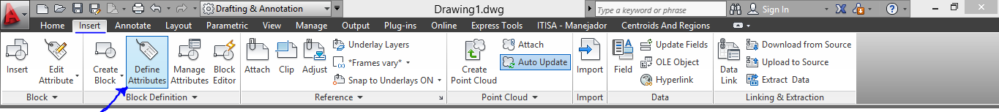 Drafting & Annotation
Drawing1.dwg
Type a keyword or phrase
Sign In
Home Insert Annotate Layout Parametric View Manage Output Plug-ins Online Express Tools ITISA - Manejador Centroids And Regions
Insert
Edit
Attribute
Block
Create
Block
Define
Attributes
Manage
Attributes
Block
Editor
Block Definition
Attach
Clip
Adjust
Underlay Layers
*Frames vary*
Snap to Underlays ON
Reference
Create
Point Cloud
Attach
Auto Update
Point Cloud
Import
Import
Field
Update Fields
OLE Object
Hyperlink
Data
Data
Link
Download from Source
Upload to Source
Extract Data
Linking & Extraction